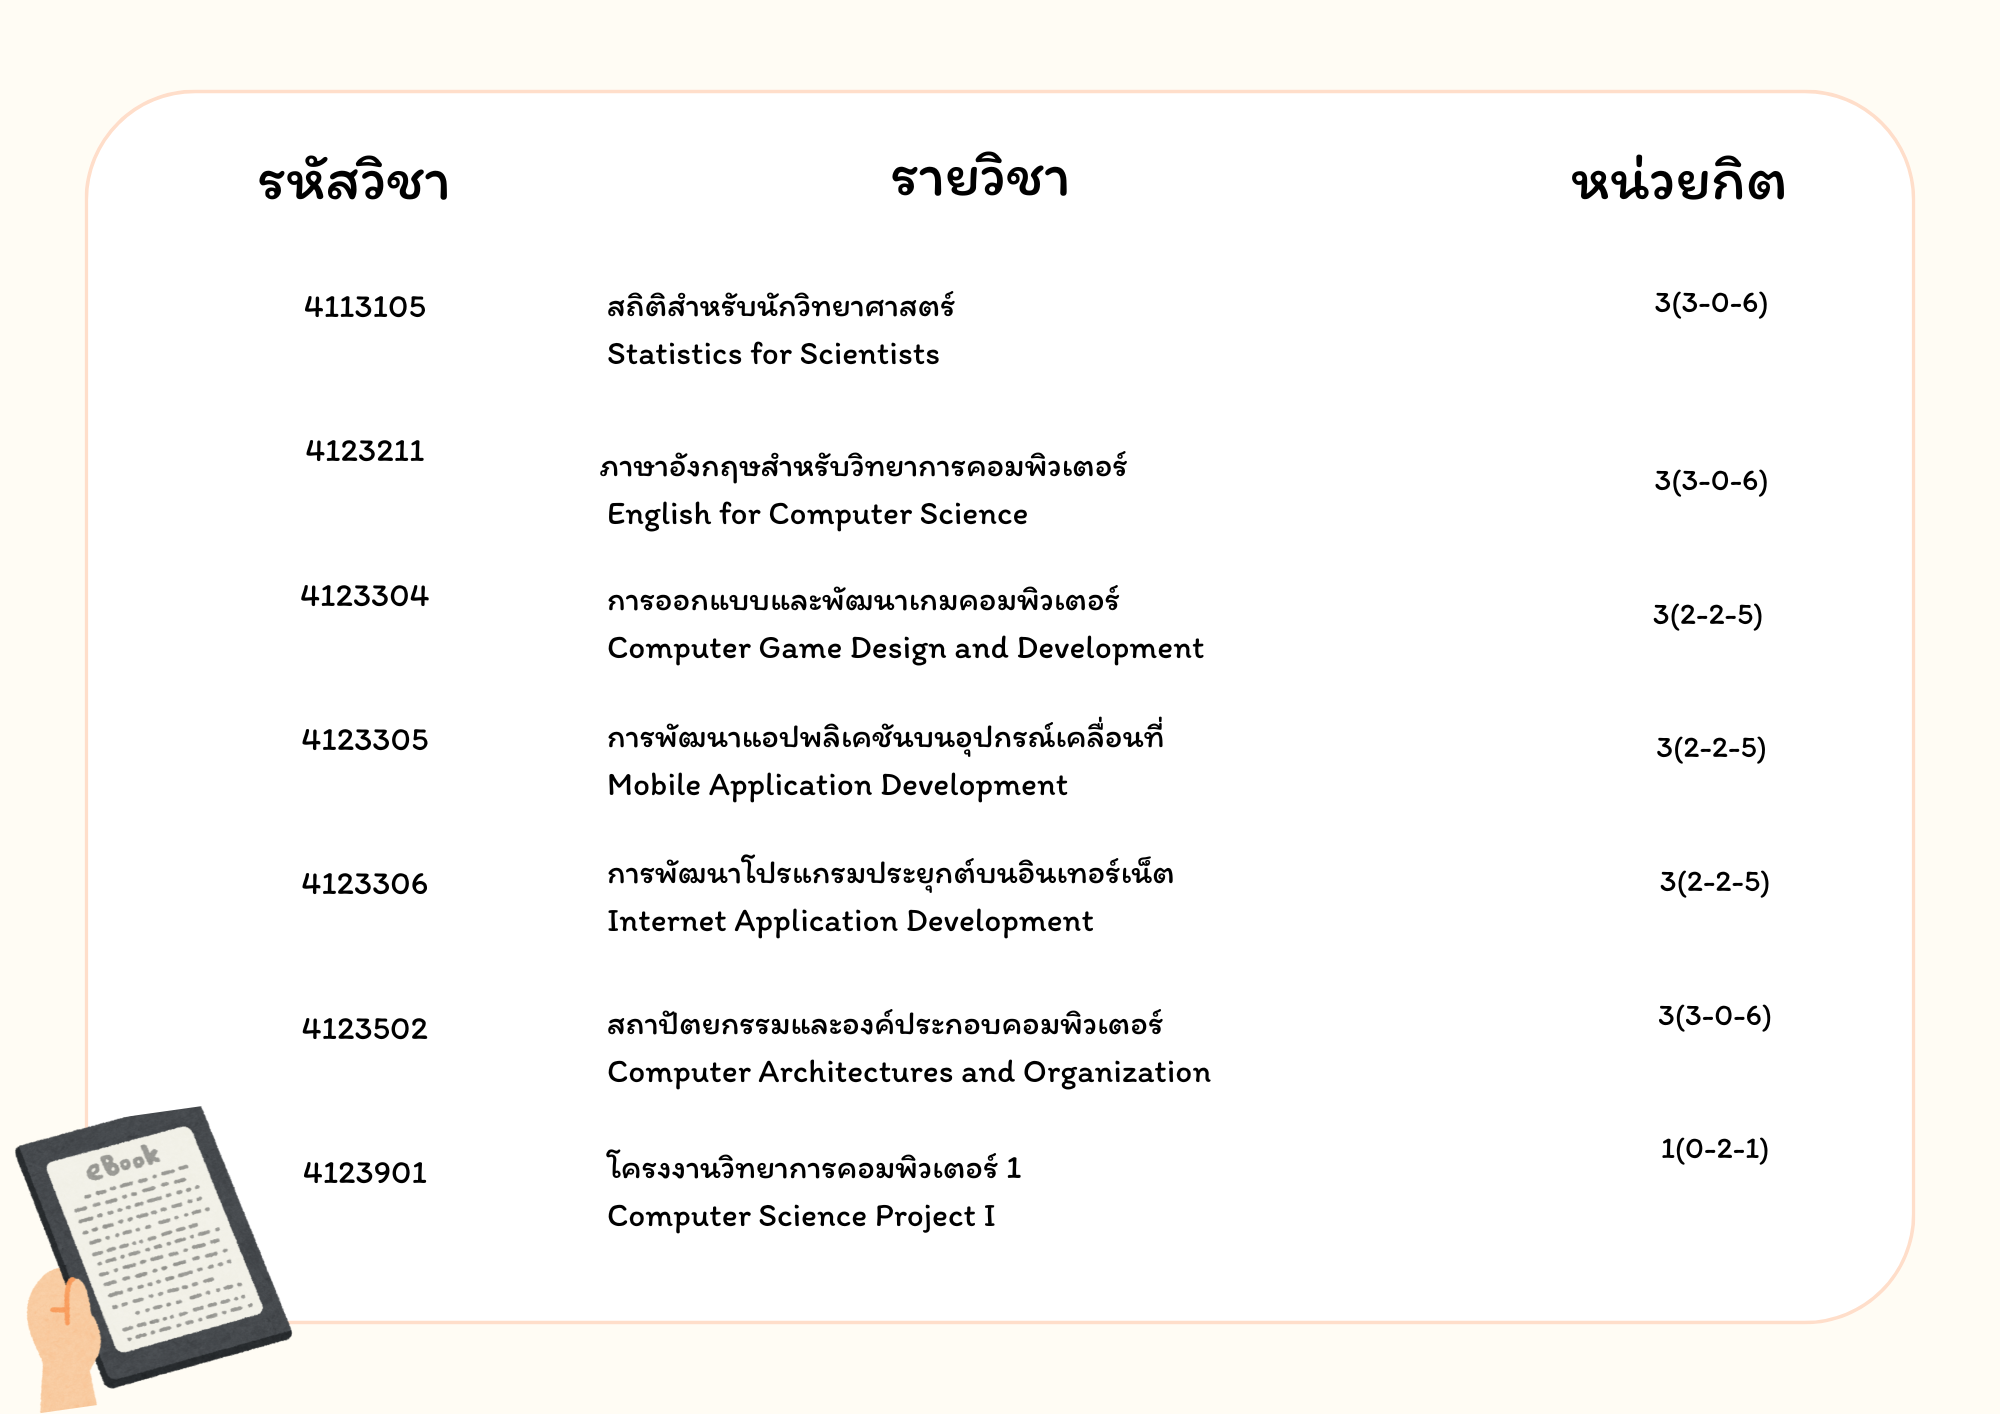 รหัสวิชา รายวิชา หน่วยกิต
4113105 สถิติสำหรับนักวิทยาศาสตร์ 3(3-0-6)
Statistics for Scientists
4123211 ภาษาอังกฤษสำหรับวิทยาการคอมพิวเตอร์ 3(3-0-6)
English for Computer Science
4123304 การออกแบบและพัฒนาเกมคอมพิวเตอร์ 3(2-2-5)
Computer Game Design and Development
4123305 การพัฒนาแอปพลิเคชันบนอุปกรณ์เคลื่อนที่ 3(2-2-5)
Mobile Application Development
4123306 การพัฒนาโปรแกรมประยุกต์บนอินเทอร์เน็ต 3(2-2-5)
Internet Application Development
4123502 สถาปัตยกรรมและองค์ประกอบคอมพิวเตอร์ 3(3-0-6)
Computer Architectures and Organization
4123901 โครงงานวิทยาการคอมพิวเตอร์ 1 1(0-2-1)
Computer Science Project I
eBook